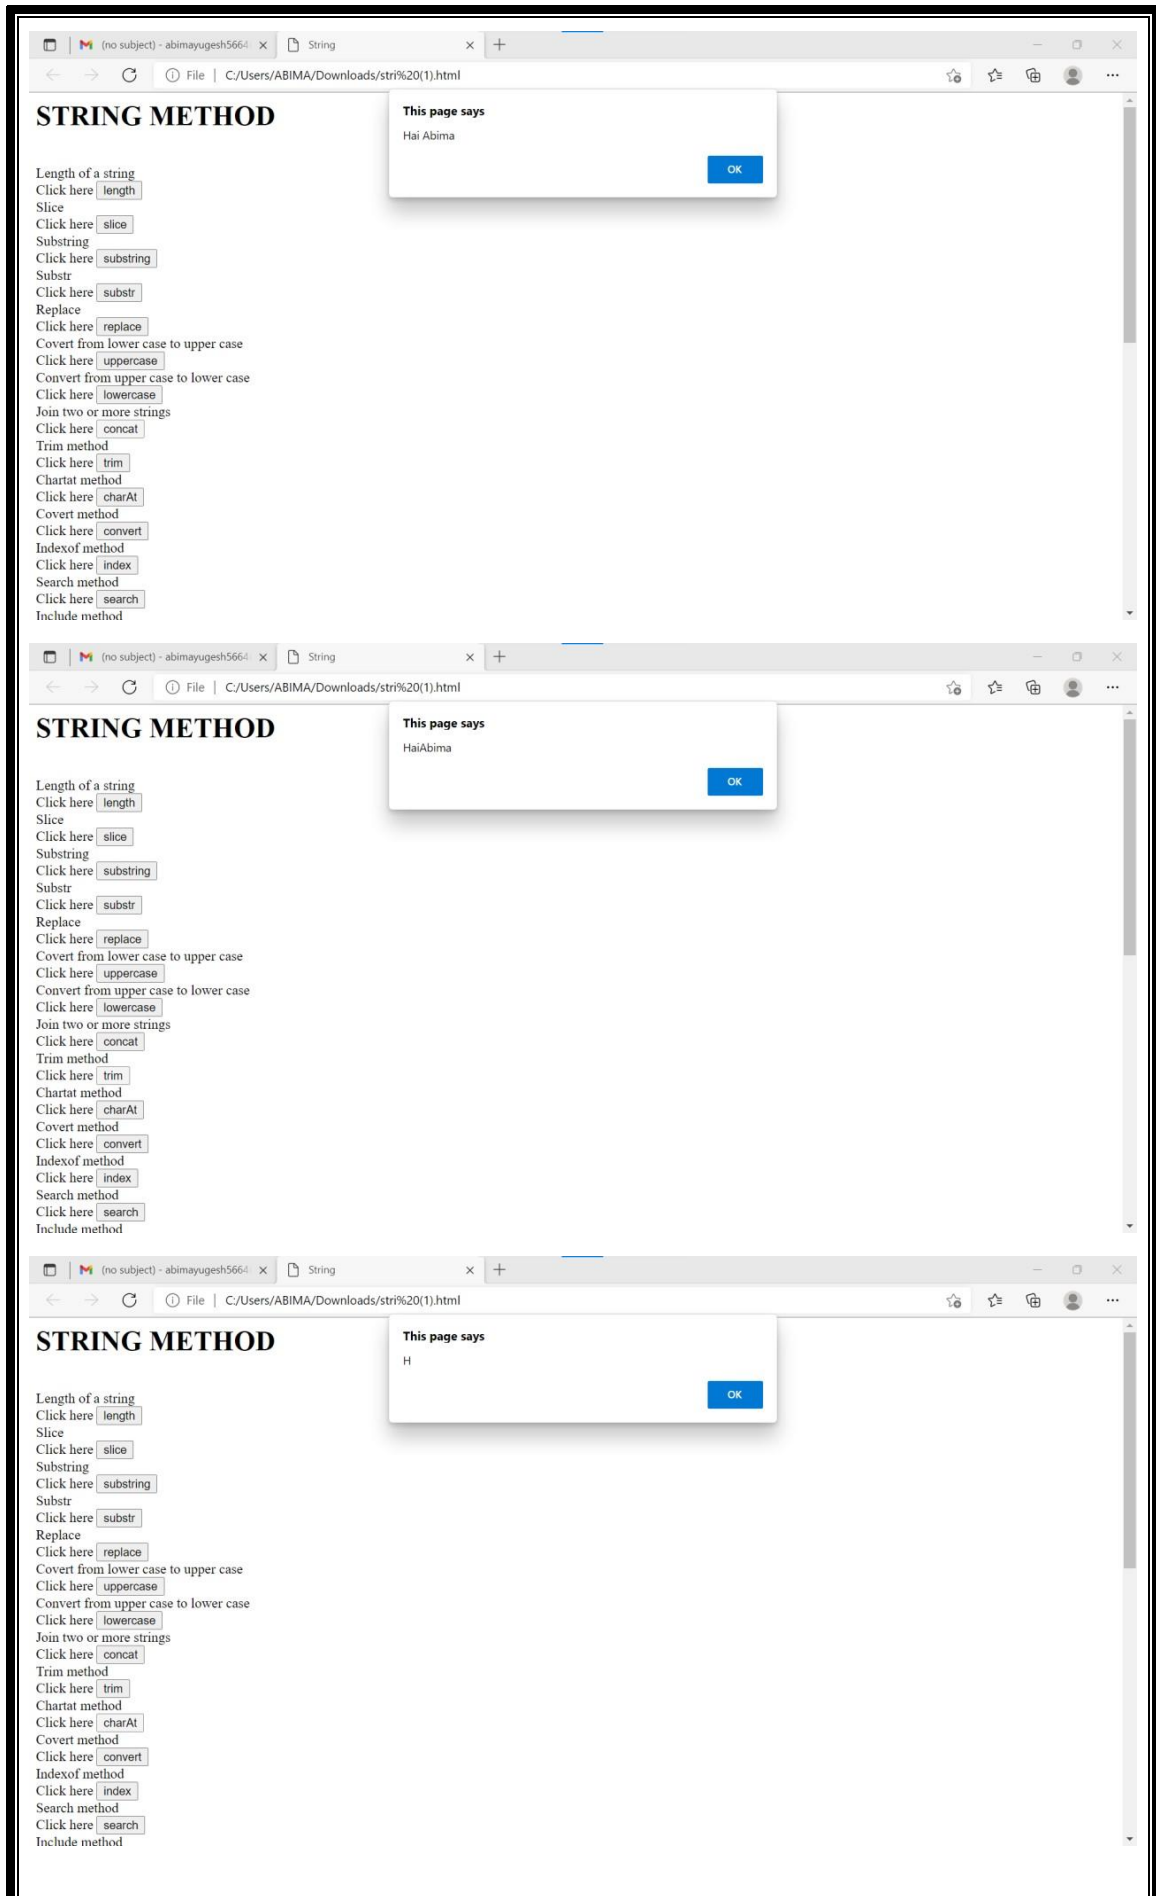 (no subject) - abimayugesh5664 String
File | C:/Users/ABIMA/Downloads/stri%20(1).html
STRING METHOD
This page says
Hai Abima
OK
Length of a string
Click here length
Slice
Click here slice
Substring
Click here substring
Substr
Click here substr
Replace
Click here replace
Covert from lower case to upper case
Click here uppercase
Convert from upper case to lower case
Click here lowercase
Join two or more strings
Click here concat
Trim method
Click here trim
Chartat method
Click here charAt
Covert method
Click here convert
Indexof method
Click here index
Search method
Click here search
Include method
(no subject) - abimayugesh5664 String
File | C:/Users/ABIMA/Downloads/stri%20(1).html
STRING METHOD
This page says
HaiAbima
OK
Length of a string
Click here length
Slice
Click here slice
Substring
Click here substring
Substr
Click here substr
Replace
Click here replace
Covert from lower case to upper case
Click here uppercase
Convert from upper case to lower case
Click here lowercase
Join two or more strings
Click here concat
Trim method
Click here trim
Chartat method
Click here charAt
Covert method
Click here convert
Indexof method
Click here index
Search method
Click here search
Include method
(no subject) - abimayugesh5664 String
File | C:/Users/ABIMA/Downloads/stri%20(1).html
STRING METHOD
This page says
H
OK
Length of a string
Click here length
Slice
Click here slice
Substring
Click here substring
Substr
Click here substr
Replace
Click here replace
Covert from lower case to upper case
Click here uppercase
Convert from upper case to lower case
Click here lowercase
Join two or more strings
Click here concat
Trim method
Click here trim
Chartat method
Click here charAt
Covert method
Click here convert
Indexof method
Click here index
Search method
Click here search
Include method